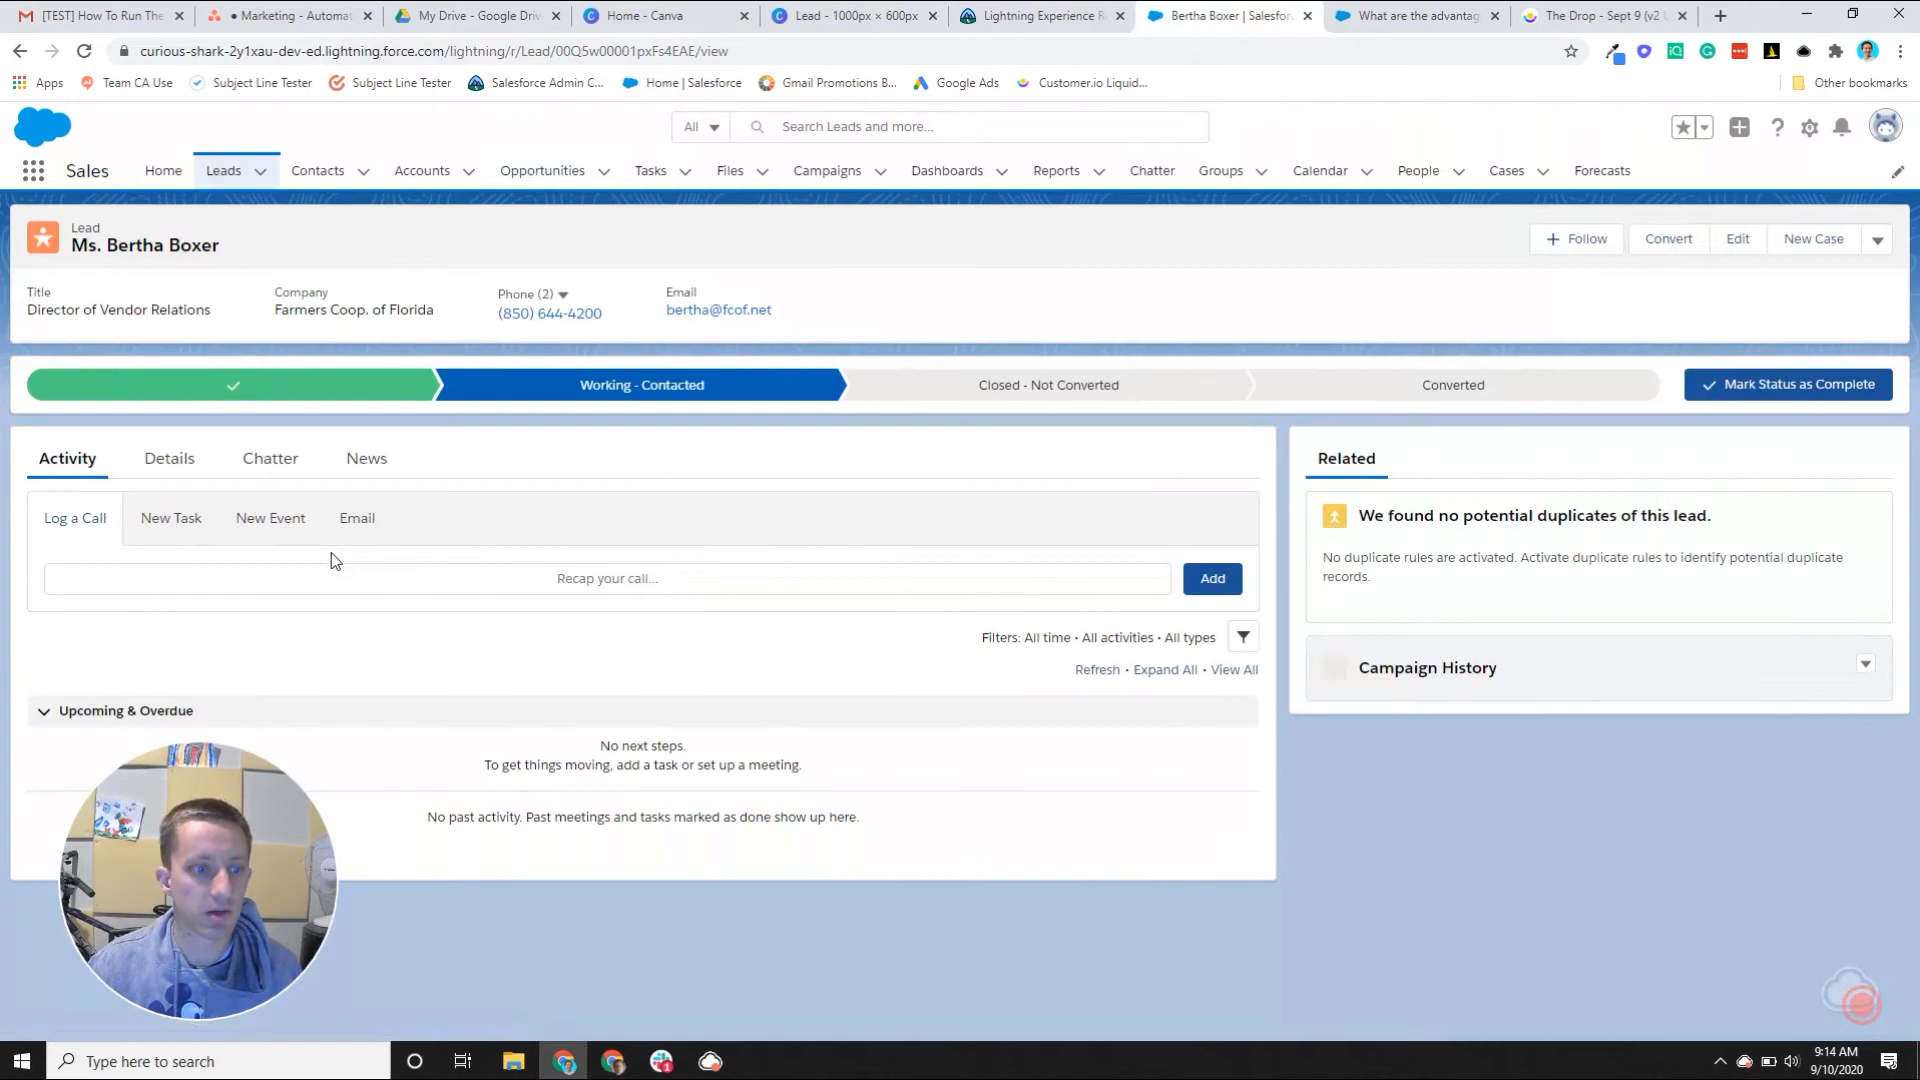 [TEST] How To Run The
• Marketing - Automat
My Drive - Google Driv
Home - Canva
Lead - 1000px × 600px
Lightning Experience R
Bertha Boxer | Salesforc
What are the advantag
The Drop - Sept 9 (v2
curious-shark-2y1xau-dev-ed.lightning.force.com/lightning/r/Lead/00Q5w00001pxFs4EAE/view
Apps
Team CA Use
Subject Line Tester
Subject Line Tester
Salesforce Admin C...
Home | Salesforce
Gmail Promotions B...
Google Ads
Customer.io Liquid...
Other bookmarks
All
Search Leads and more...
Sales
Home
Leads
Contacts
Accounts
Opportunities
Tasks
Files
Campaigns
Dashboards
Reports
Chatter
Groups
Calendar
People
Cases
Forecasts
Lead
Ms. Bertha Boxer
+ Follow
Convert
Edit
New Case
Title
Director of Vendor Relations
Company
Farmers Coop. of Florida
Phone (2)
(850) 644-4200
Email
bertha@fcof.net
Working - Contacted
Closed - Not Converted
Converted
Mark Status as Complete
Activity
Details
Chatter
News
Log a Call
New Task
New Event
Email
Recap your call...
Add
Filters: All time • All activities • All types
Refresh • Expand All • View All
Upcoming & Overdue
No next steps.
To get things moving, add a task or set up a meeting.
No past activity. Past meetings and tasks marked as done show up here.
Related
We found no potential duplicates of this lead.
No duplicate rules are activated. Activate duplicate rules to identify potential duplicate
records.
Campaign History
Type here to search
9:14 AM
9/10/2020